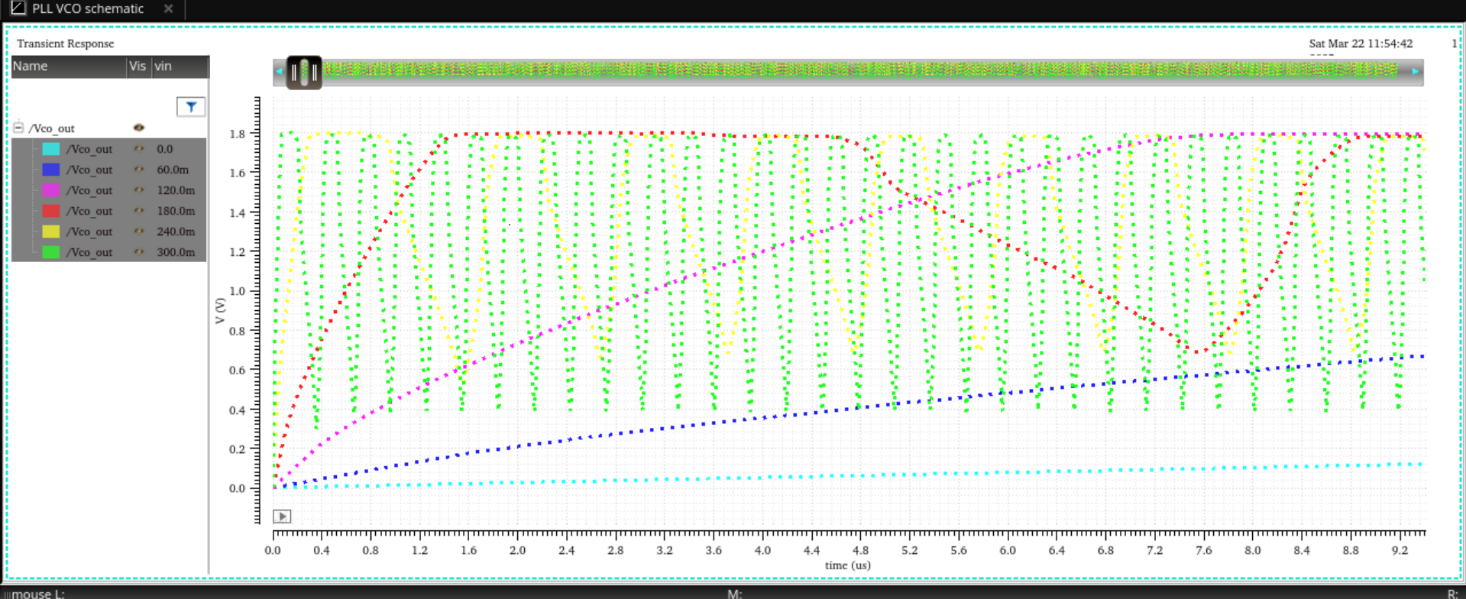 PLL VCO schematic
Transient Response
Sat Mar 22 11:54:42
1
Name Vis vin
/Vco_out
/Vco_out 0.0
/Vco_out 60.0m
/Vco_out 120.0m
/Vco_out 180.0m
/Vco_out 240.0m
/Vco_out 300.0m
V (V)
1.8
1.6
1.4
1.2
1.0
0.8
0.6
0.4
0.2
0.0
0.0 0.4 0.8 1.2 1.6 2.0 2.4 2.8 3.2 3.6 4.0 4.4 4.8 5.2 5.6 6.0 6.4 6.8 7.2 7.6 8.0 8.4 8.8 9.2
time (us)
mouse L: M: R: